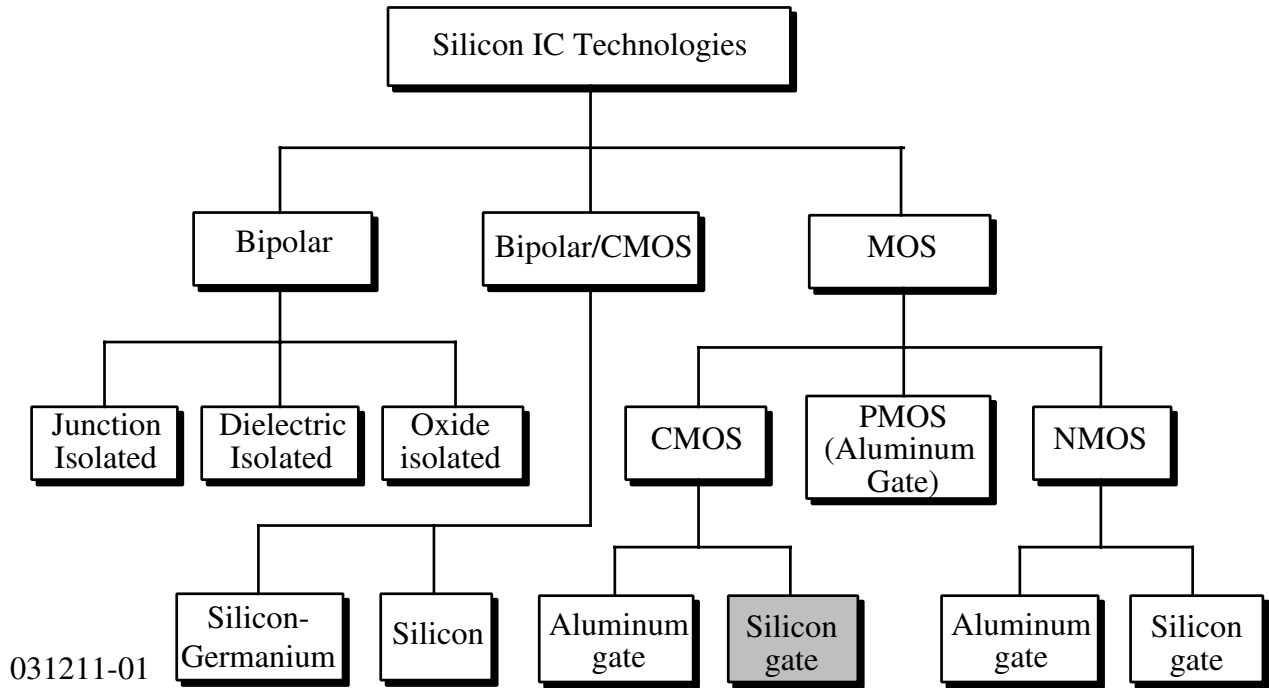 Silicon IC Technologies
Bipolar
Bipolar/CMOS
MOS
Junction
Isolated
Dielectric
Isolated
Oxide
isolated
CMOS
PMOS
(Aluminum
Gate)
NMOS
Silicon-
Germanium
Silicon
Aluminum
gate
Silicon
gate
Aluminum
gate
Silicon
gate
031211-01